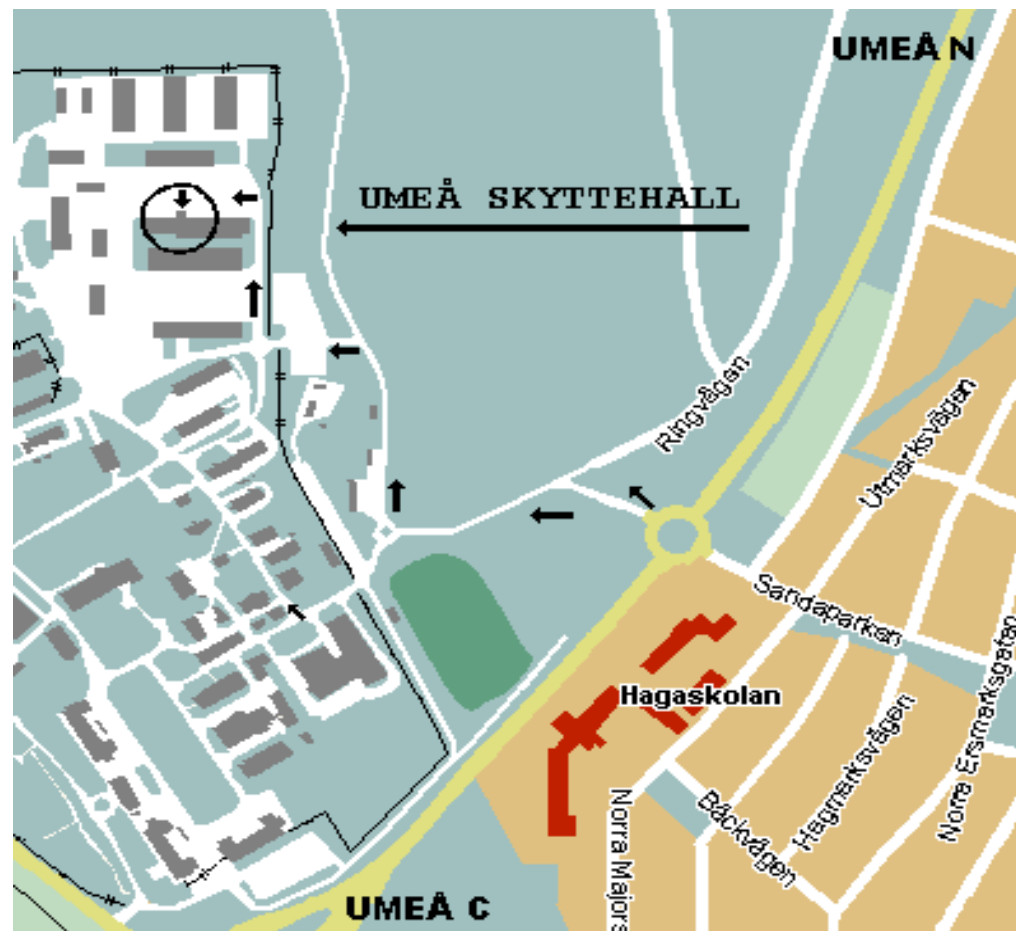 UMEÅ N
UMEÅ SKYTTEHALL
Ringvägen
Utmarksvägen
Sandaparken
Hagaskolan
Norra Ersmarksgatan
Hagmarksvägen
Bäckvägen
Norra Majors
UMEÅ C